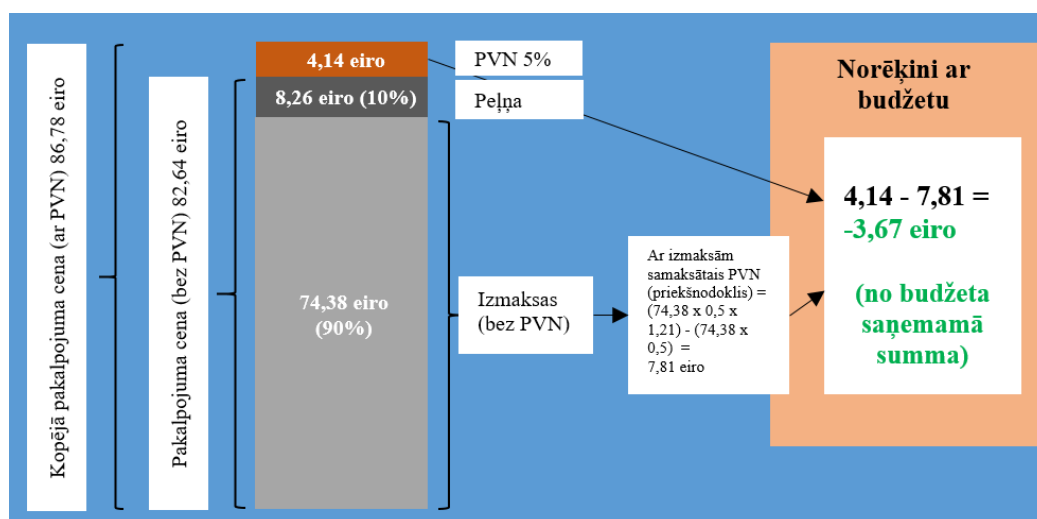 Kopējā pakalpojuma cena (ar PVN) 86,78 eiro
Pakalpojuma cena (bez PVN) 82,64 eiro
4,14 eiro
8,26 eiro (10%)
74,38 eiro
(90%)
PVN 5%
Peļņa
Izmaksas
(bez PVN)
Ar izmaksām
samaksātais PVN
(priekšnodoklis) =
(74,38 x 0,5 x
1,21) - (74,38 x
0,5) =
7,81 eiro
Norēķini ar
budžetu
4,14 - 7,81 =
-3,67 eiro
(no budžeta
saņemamā
summa)